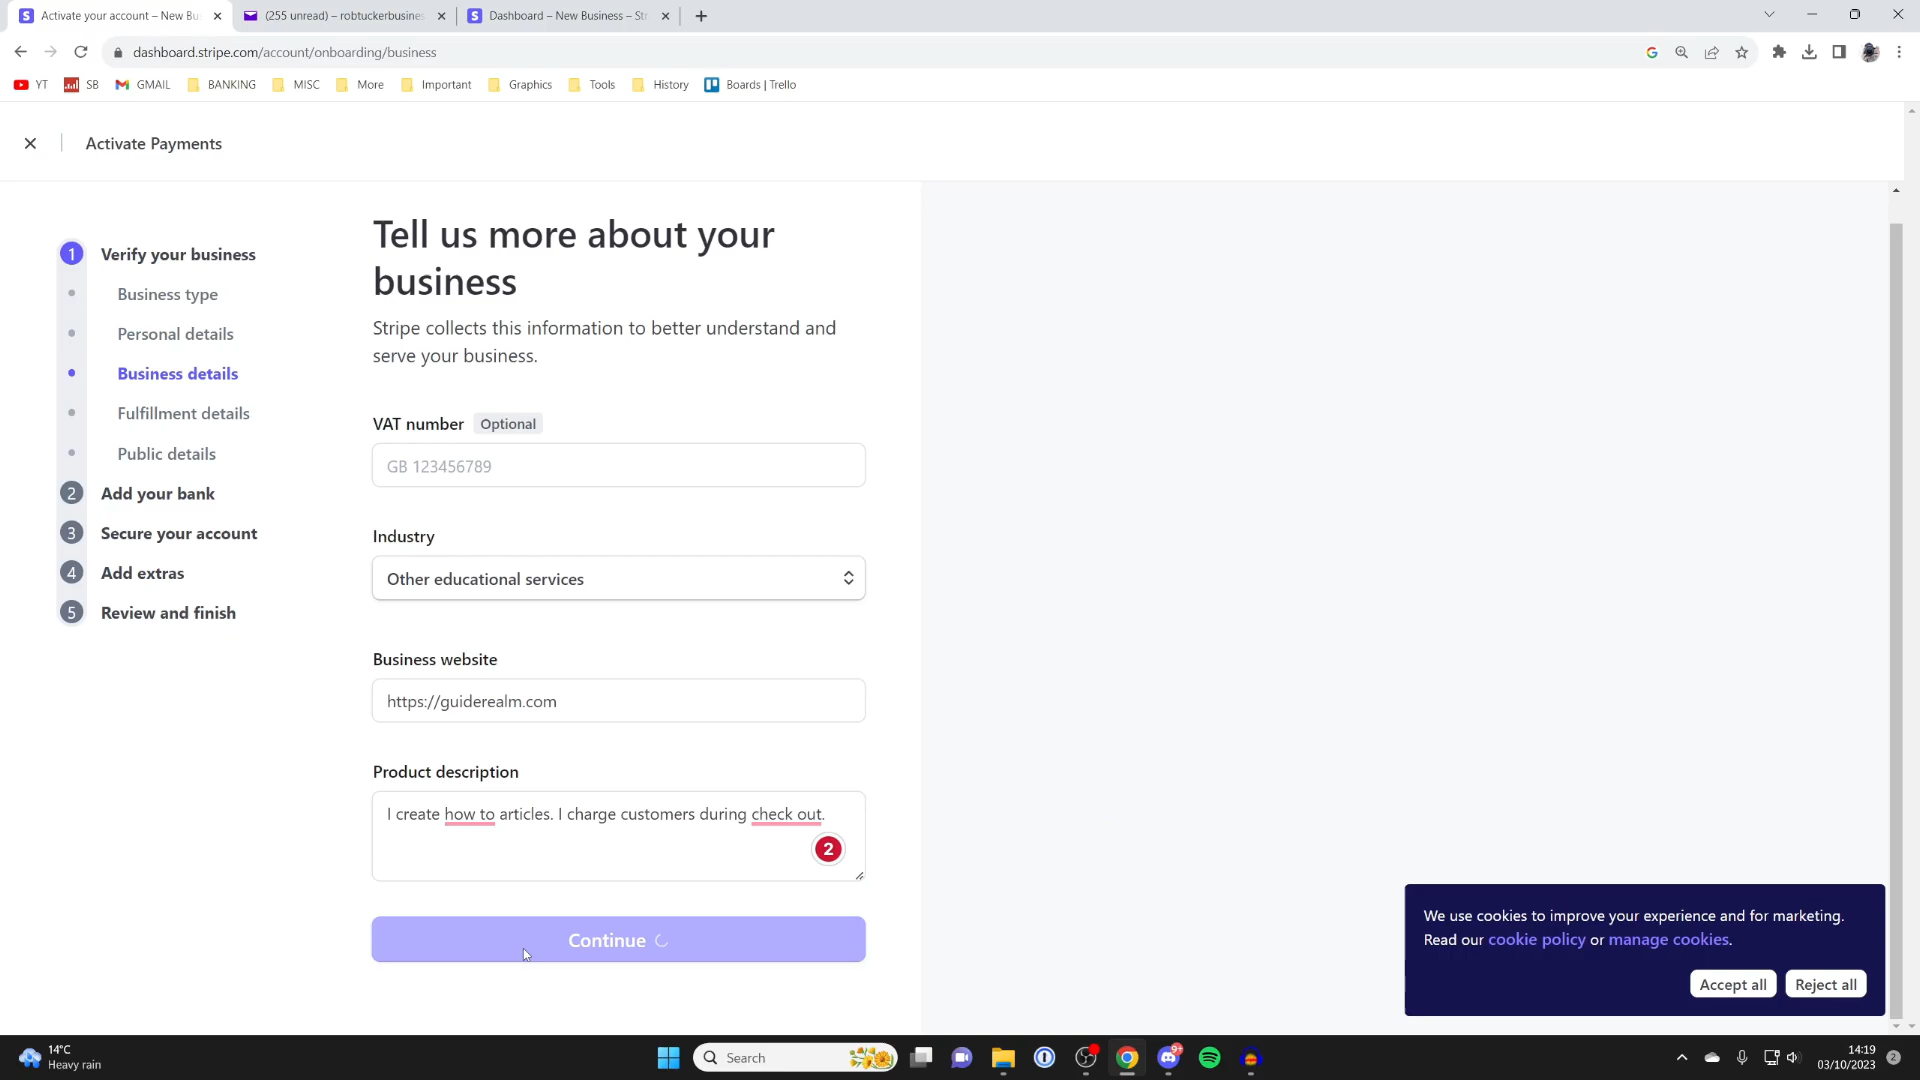 Activate your account – New Bu
(255 unread) – robtuckerbusines
Dashboard – New Business – Str
dashboard.stripe.com/account/onboarding/business
YT
SB
GMAIL
BANKING
MISC
More
Important
Graphics
Tools
History
Boards | Trello
Activate Payments
1 Verify your business
Business type
Personal details
Business details
Fulfillment details
Public details
2 Add your bank
3 Secure your account
4 Add extras
5 Review and finish
Tell us more about your
business
Stripe collects this information to better understand and
serve your business.
VAT number Optional
GB 123456789
Industry
Other educational services
Business website
https://guiderealm.com
Product description
I create how to articles. I charge customers during check out.
2
Continue
We use cookies to improve your experience and for marketing.
Read our cookie policy or manage cookies.
Accept all
Reject all
14°C
Heavy rain
Search
9+
14:19
03/10/2023
2